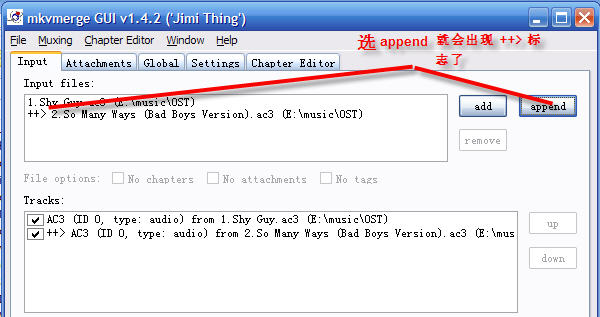 mkvmerge GUI v1.4.2 ('Jimi Thing')
File Muxing Chapter Editor Window Help
选 append 就会出现 ++> 标
志了
Input Attachments Global Settings Chapter Editor
Input files:
1.Shy Guy.ac3 (E:\music\OST)
++> 2.So Many Ways (Bad Boys Version).ac3 (E:\music\OST)
add append
remove
File options: No chapters No attachments No tags
Tracks:
AC3 (ID 0, type: audio) from 1.Shy Guy.ac3 (E:\music\OST)
++> AC3 (ID 0, type: audio) from 2.So Many Ways (Bad Boys Version).ac3 (E:\mus
up
down